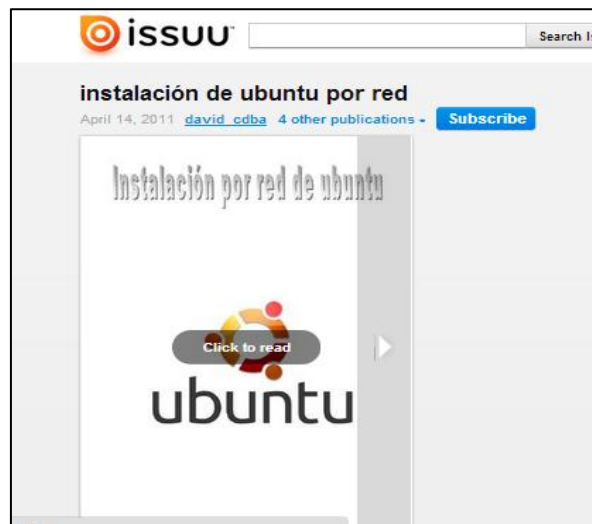 issuu
Search Is
instalación de ubuntu por red
April 14, 2011 david_cdba 4 other publications Subscribe
Instalación por red de ubuntu
Click to read
ubuntu